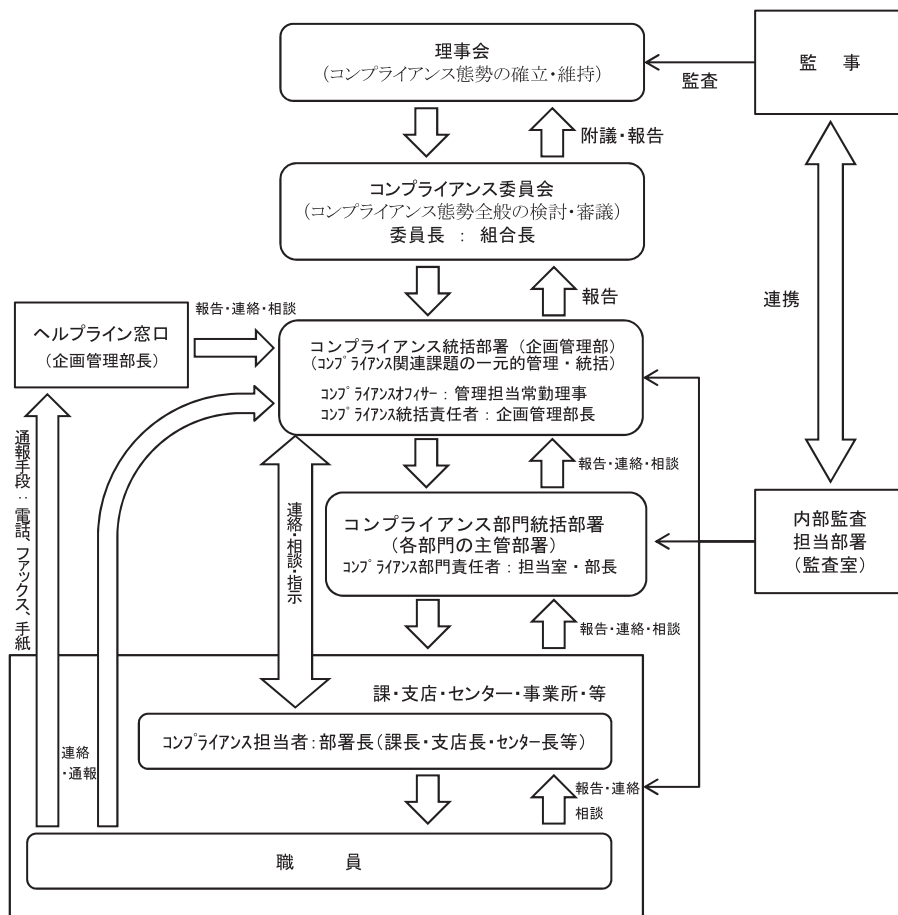 理事会
(コンプライアンス態勢の確立・維持)
監　事
監査
附議・報告
コンプライアンス委員会
(コンプライアンス態勢全般の検討・審議)
委員長 ： 組合長
報告
連携
ヘルプライン窓口
(企画管理部長)
報告・連絡・相談
コンプライアンス統括部署（企画管理部）
(コンプライアンス関連課題の一元的管理・統括)
コンプライアンスオフィサー：管理担当常勤理事
コンプライアンス統括責任者：企画管理部長
報告・連絡・相談
通報手段：電話、ファックス、手紙
連絡・相談・指示
コンプライアンス部門統括部署
(各部門の主管部署)
コンプライアンス部門責任者：担当室・部長
内部監査
担当部署
(監査室)
報告・連絡・相談
課・支店・センター・事業所・等
コンプライアンス担当者：部署長(課長・支店長・センター長等)
連絡
・通報
報告・連絡
相談
職　　員